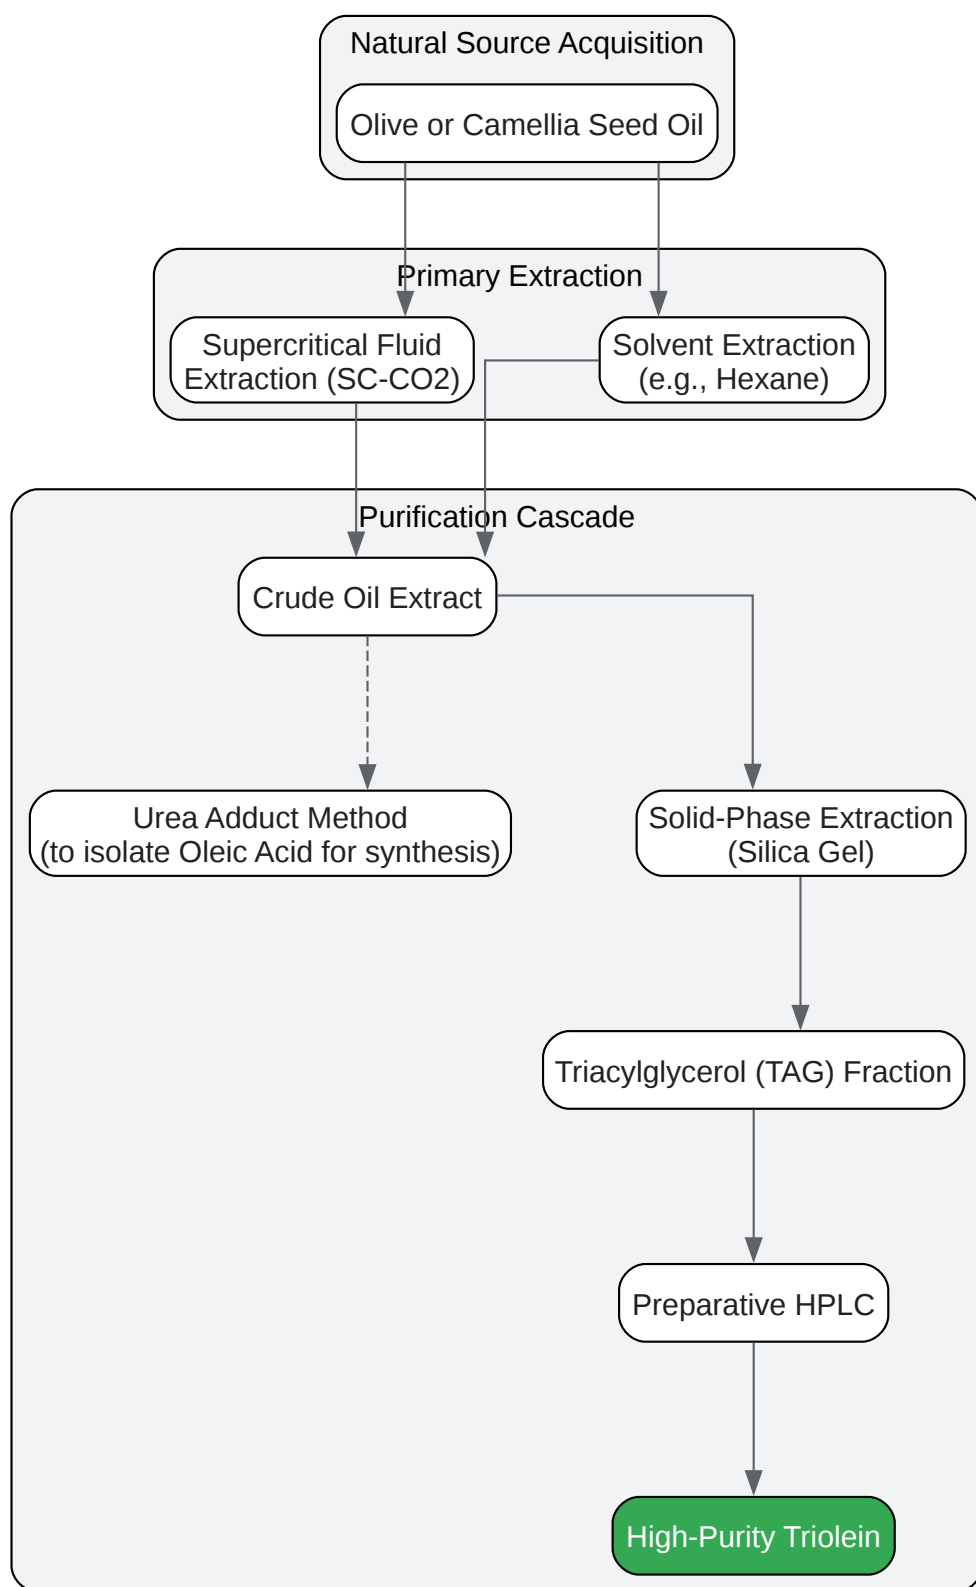 Natural Source Acquisition
Olive or Camellia Seed Oil
Primary Extraction
Supercritical Fluid
Extraction (SC-CO2)
Solvent Extraction
(e.g., Hexane)
Purification Cascade
Crude Oil Extract
Urea Adduct Method
(to isolate Oleic Acid for synthesis)
Solid-Phase Extraction
(Silica Gel)
Triacylglycerol (TAG) Fraction
Preparative HPLC
High-Purity Triolein